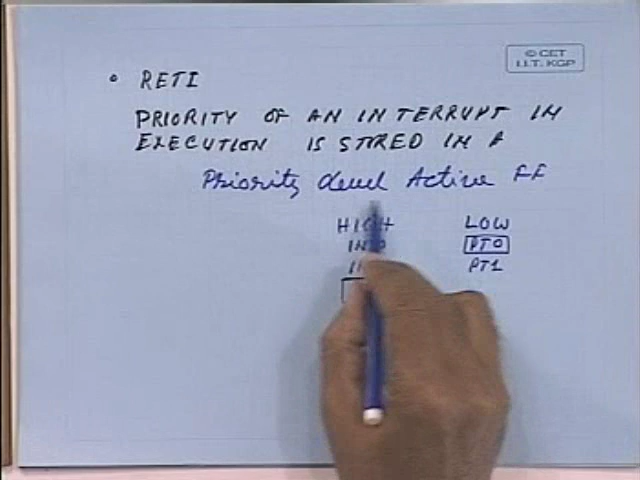 © CET
I.I.T. KGP
• RETI
PRIORITY OF AN INTERRUPT IN
EXECUTION IS STORED IN A
Priority level Active FF
HIGH LOW
PT0
PT1